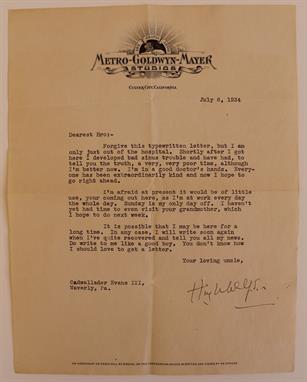 METRO-GOLDWYN-MAYER
STUDIOS
CULVER CITY, CALIFORNIA
July 6, 1934
Dearest Bro:-
Forgive this typewritten letter, but I am
only just out of the hospital. Shortly after I got
here I developed bad sinus trouble and have had, to
tell you the truth, a very, very poor time, although
I'm better now. I'm in a good doctor's hands. Every-
one has been extraordinarily kind and now I hope to
go right ahead.
I'm afraid at present it would be of little
use, your coming out here, as I'm at work every day
the whole day. Sunday is my only day off. I haven't
yet had time to even visit your grandmother, which
I hope to do next week.
It is possible that I may be here for a
long time. In any case, I will write soon again
when I've quite recovered and tell you all my news.
Do write to me like a good boy. You don't know how
I should love to get a letter.
Your loving uncle,
Cadwallader Evans III,
Waverly, Pa.